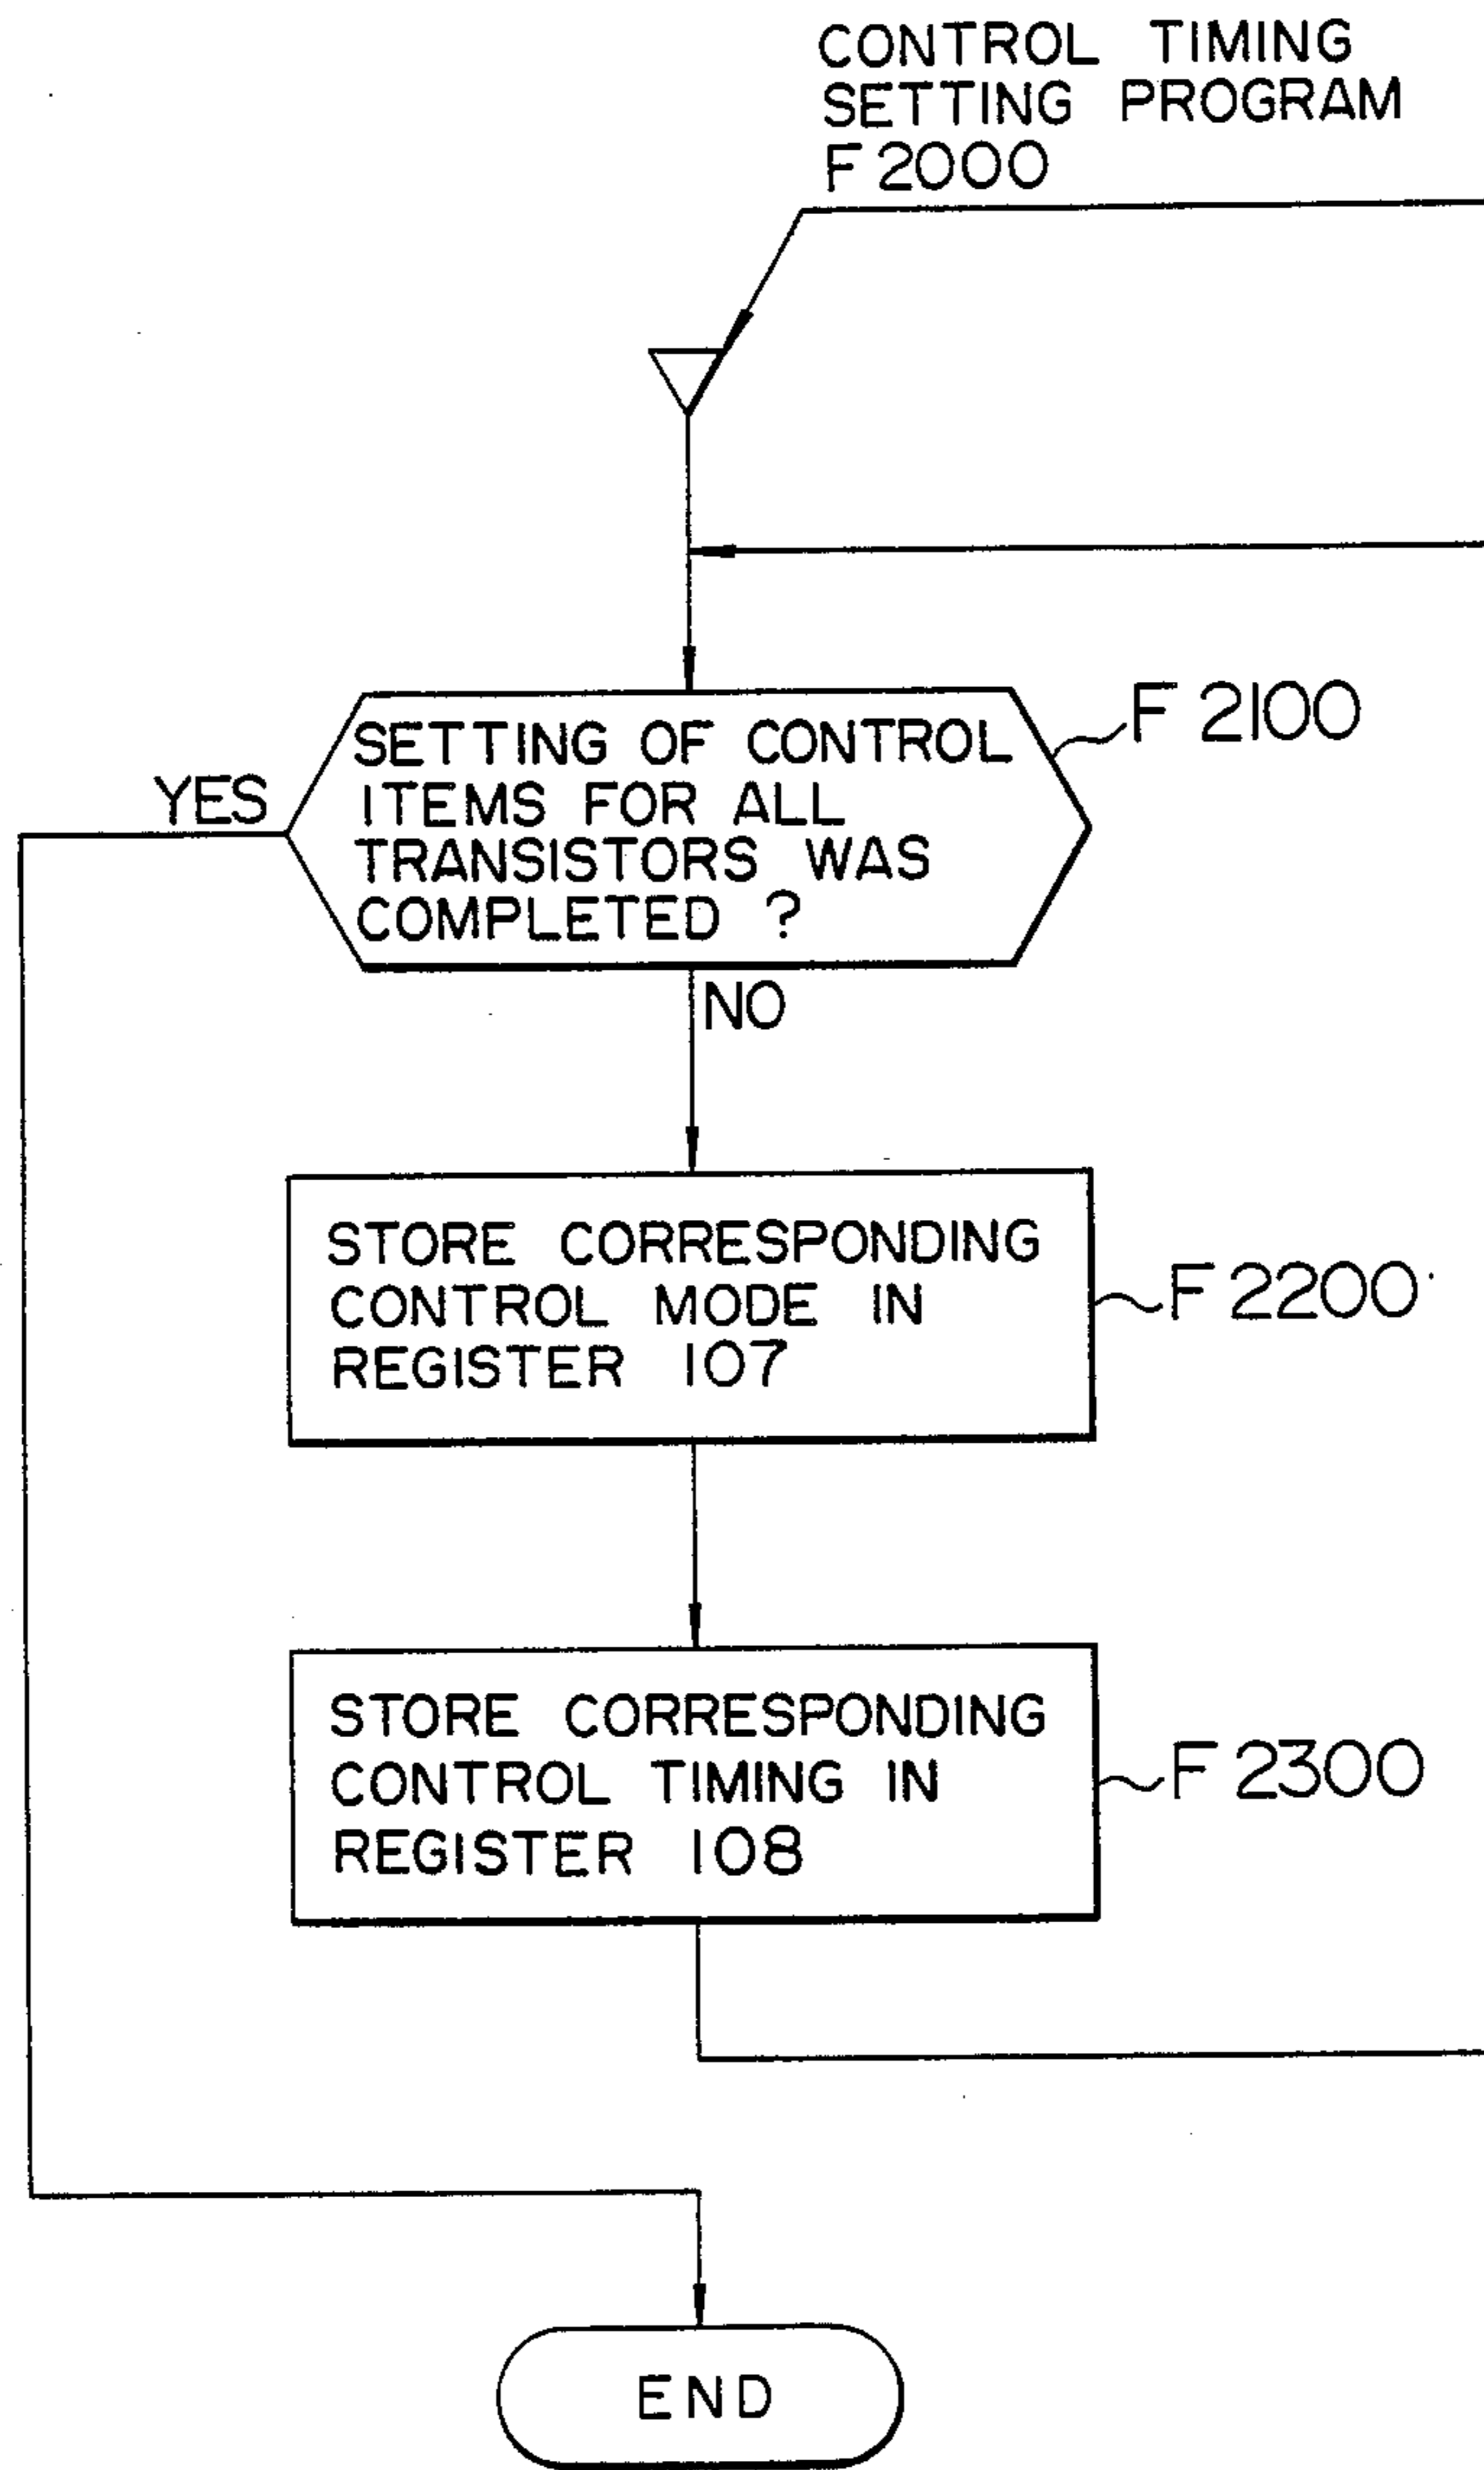 CONTROL TIMING
SETTING PROGRAM
F 2000
SETTING OF CONTROL
ITEMS FOR ALL
TRANSISTORS WAS
COMPLETED ?
F 2100
YES
NO
STORE CORRESPONDING
CONTROL MODE IN
REGISTER 107
F 2200
STORE CORRESPONDING
CONTROL TIMING IN
REGISTER 108
F 2300
END